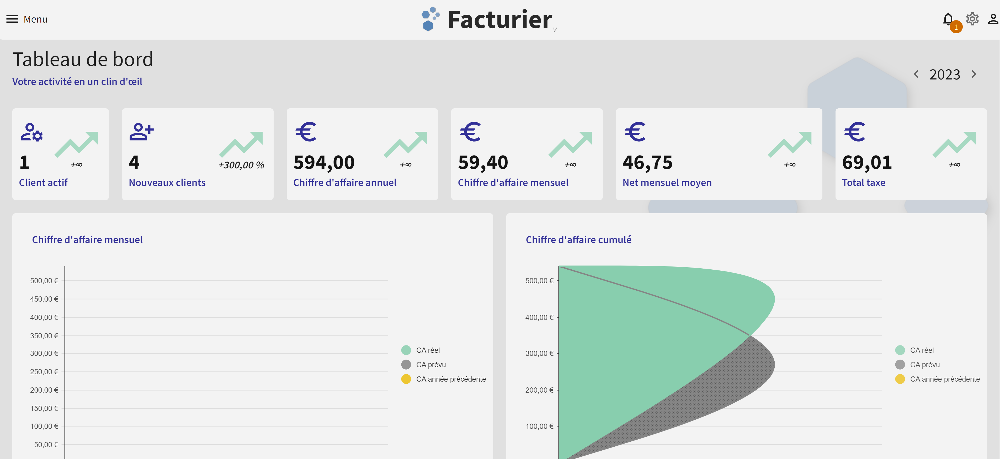 Menu
Facturier
v
1
Tableau de bord
Votre activité en un clin d'œil
2023
1
+∞
Client actif
4
+300,00 %
Nouveaux clients
594,00
+∞
Chiffre d'affaire annuel
59,40
+∞
Chiffre d'affaire mensuel
46,75
+∞
Net mensuel moyen
69,01
+∞
Total taxe
Chiffre d'affaire mensuel
500,00 €
450,00 €
400,00 €
350,00 €
300,00 €
250,00 €
200,00 €
150,00 €
100,00 €
50,00 €
CA réel
CA prévu
CA année précédente
Chiffre d'affaire cumulé
500,00 €
400,00 €
300,00 €
200,00 €
100,00 €
CA réel
CA prévu
CA année précédente